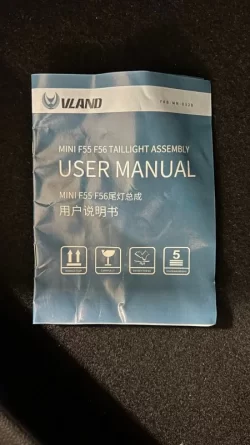 VLAND
MINI F55 F56 TAILLIGHT ASSEMBLY
USER MANUAL
MINI F55 F56尾灯总成
用户说明书
5